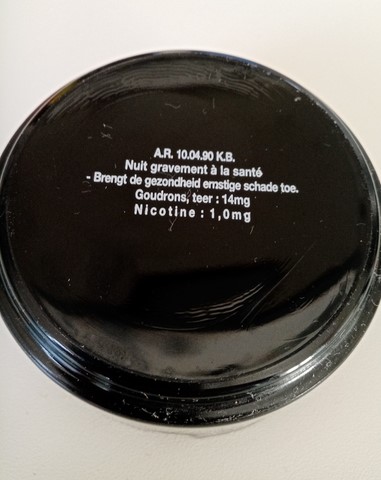 A.R. 10.04.90 K.B.
Nuit gravement à la santé
- Brengt de gezondheid ernstige schade toe.
Goudrons, teer : 14mg
Nicotine : 1,0mg